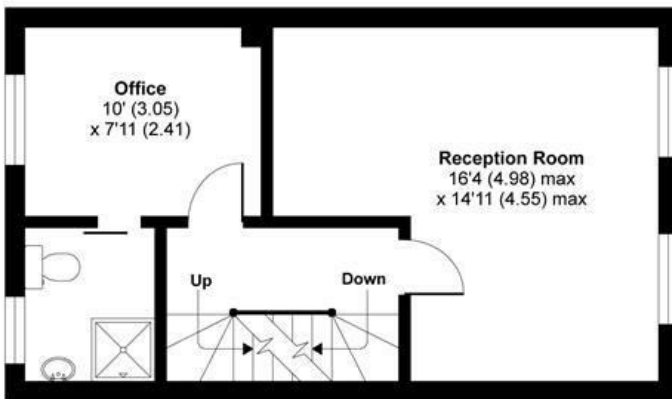 Office
10' (3.05)
x 7'11 (2.41)
Reception Room
16'4 (4.98) max
x 14'11 (4.55) max
Up
Down